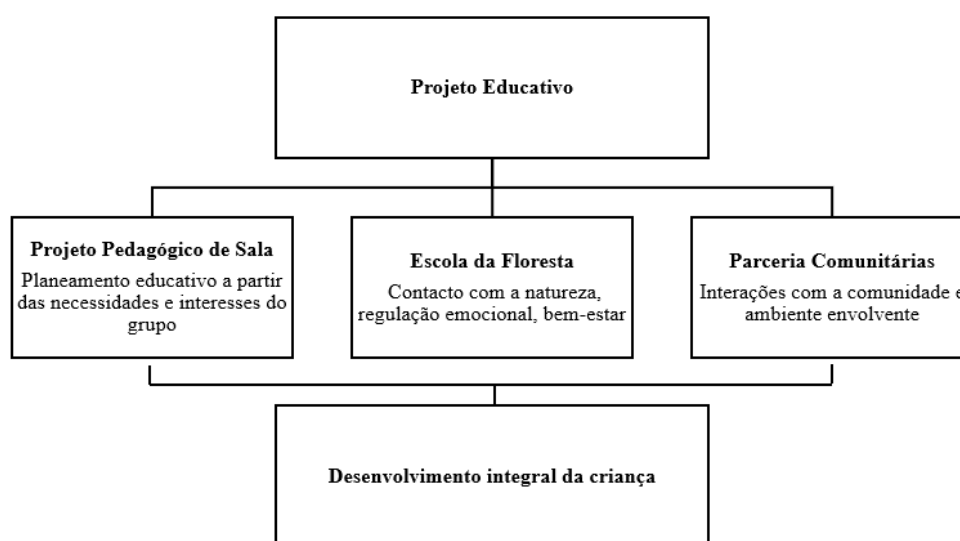 Projeto Educativo
Projeto Pedagógico de Sala
Planeamento educativo a partir
das necessidades e interesses do
grupo
Escola da Floresta
Contacto com a natureza,
regulação emocional, bem-estar
Parceria Comunitárias
Interações com a comunidade e
ambiente envolvente
Desenvolvimento integral da criança